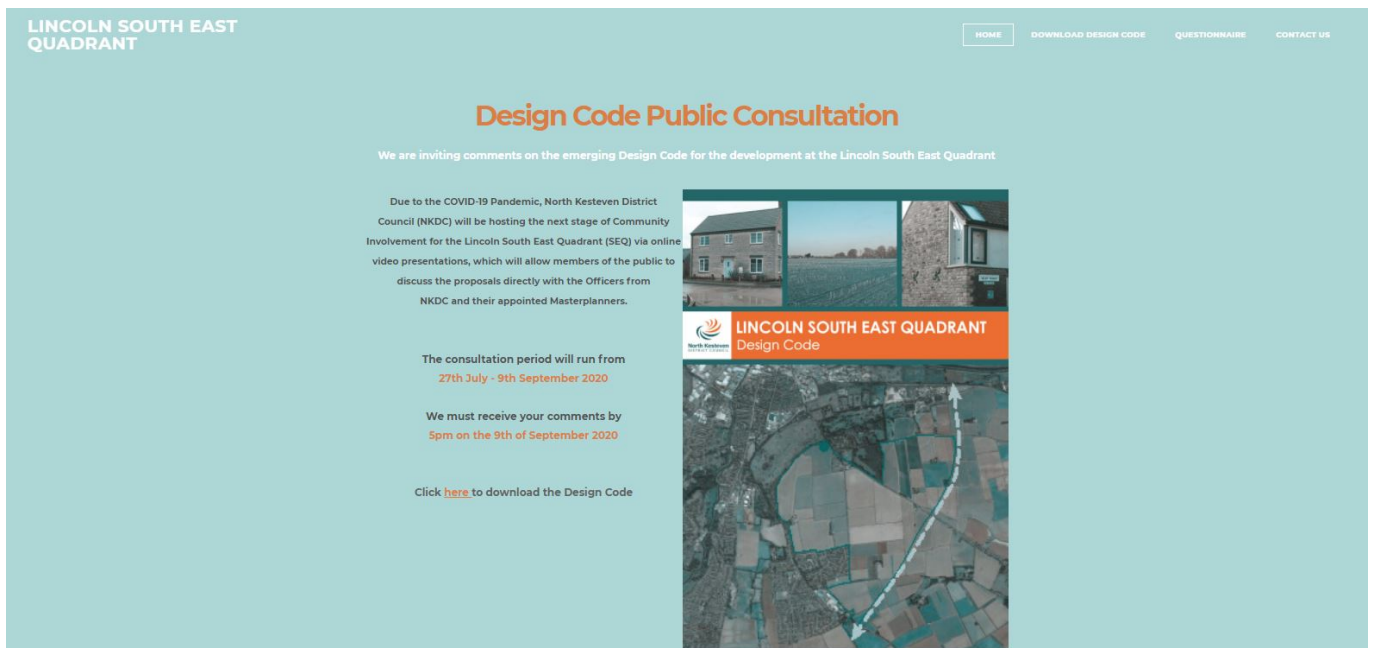 LINCOLN SOUTH EAST
QUADRANT
HOME
DOWNLOAD DESIGN CODE
QUESTIONNAIRE
CONTACT US
Design Code Public Consultation
We are inviting comments on the emerging Design Code for the development at the Lincoln South East Quadrant
Due to the COVID-19 Pandemic, North Kesteven District
Council (NKDC) will be hosting the next stage of Community
Involvement for the Lincoln South East Quadrant (SEQ) via online
video presentations, which will allow members of the public to
discuss the proposals directly with the Officers from
NKDC and their appointed Masterplanners.
The consultation period will run from
27th July - 9th September 2020
We must receive your comments by
5pm on the 9th of September 2020
Click here to download the Design Code
LINCOLN SOUTH EAST QUADRANT
Design Code
North Kesteven
DISTRICT COUNCIL